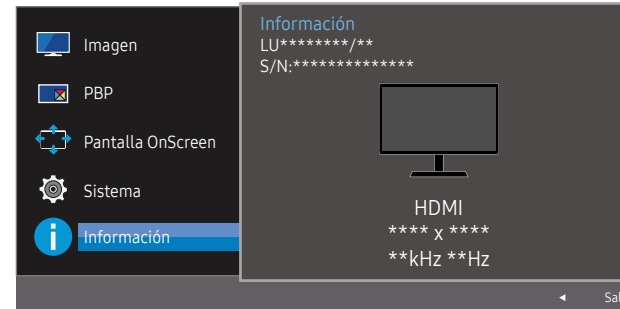 Imagen
PBP
Pantalla OnScreen
Sistema
Información
Información
LU********/**
S/N:**************
HDMI
**** x ****
**kHz **Hz